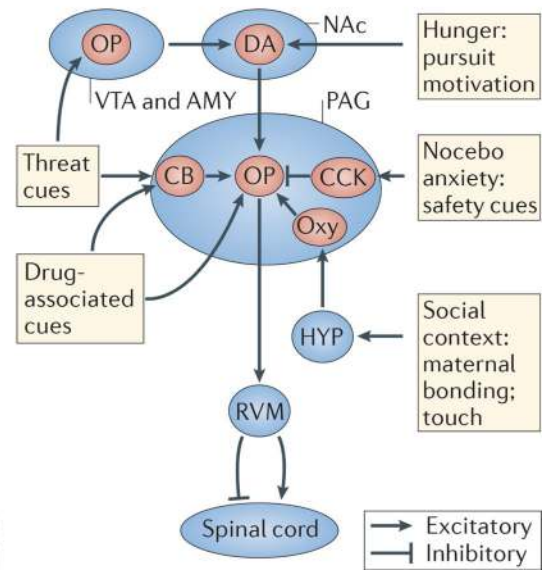 OP
DA
NAc
Hunger:
pursuit
motivation
VTA and AMY
PAG
Threat
cues
CB
OP
CCK
Nocebo
anxiety:
safety cues
Oxy
Drug-
associated
cues
HYP
Social
context:
maternal
bonding;
touch
RVM
Spinal cord
Excitatory
Inhibitory